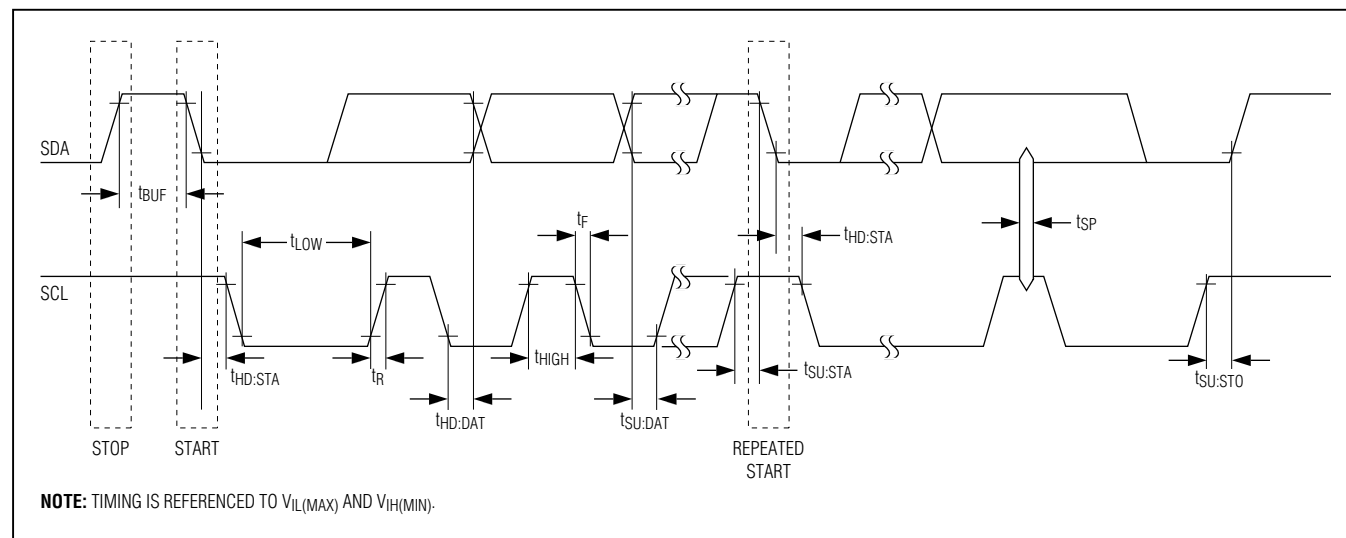 SDA
tBUF
tLOW
tF
tHD:STA
tSP
SCL
tHD:STA
tR
tHD:DAT
tHIGH
tSU:DAT
tSU:STA
tSU:STO
STOP
START
REPEATED
START
NOTE: TIMING IS REFERENCED TO VIL(MAX) AND VIH(MIN).